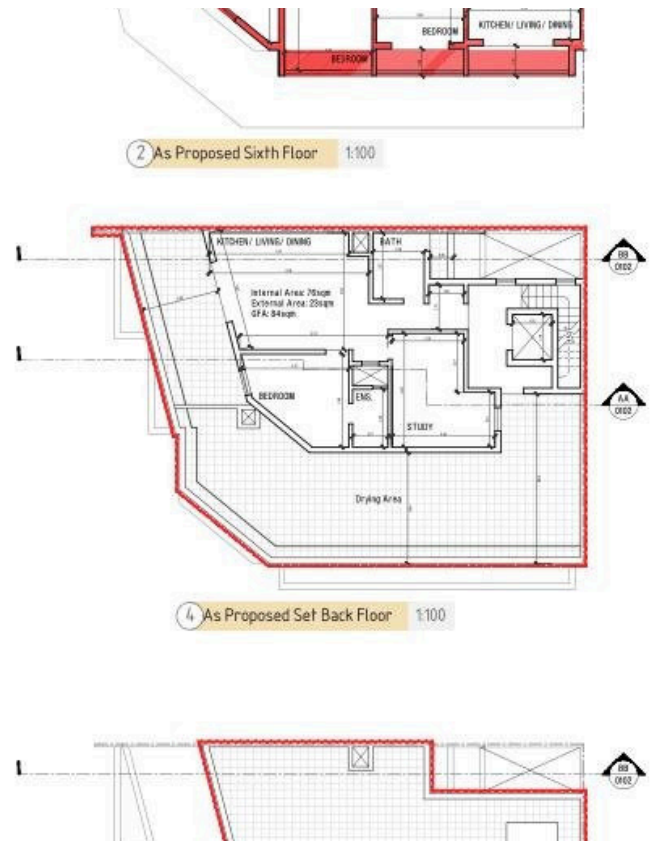 KITCHEN/ LIVING/ DINING
BEDROOM
BEDROOM
2 As Proposed Sixth Floor 1:100
KITCHEN/ LIVING/ DINING
BATH
BB
0102
Internal Area: 76sqm
External Area: 23sqm
GFA: 84sqm
BEDROOM
ENS.
STUDY
AA
0102
Drying Area
4 As Proposed Set Back Floor 1:100
BB
0102